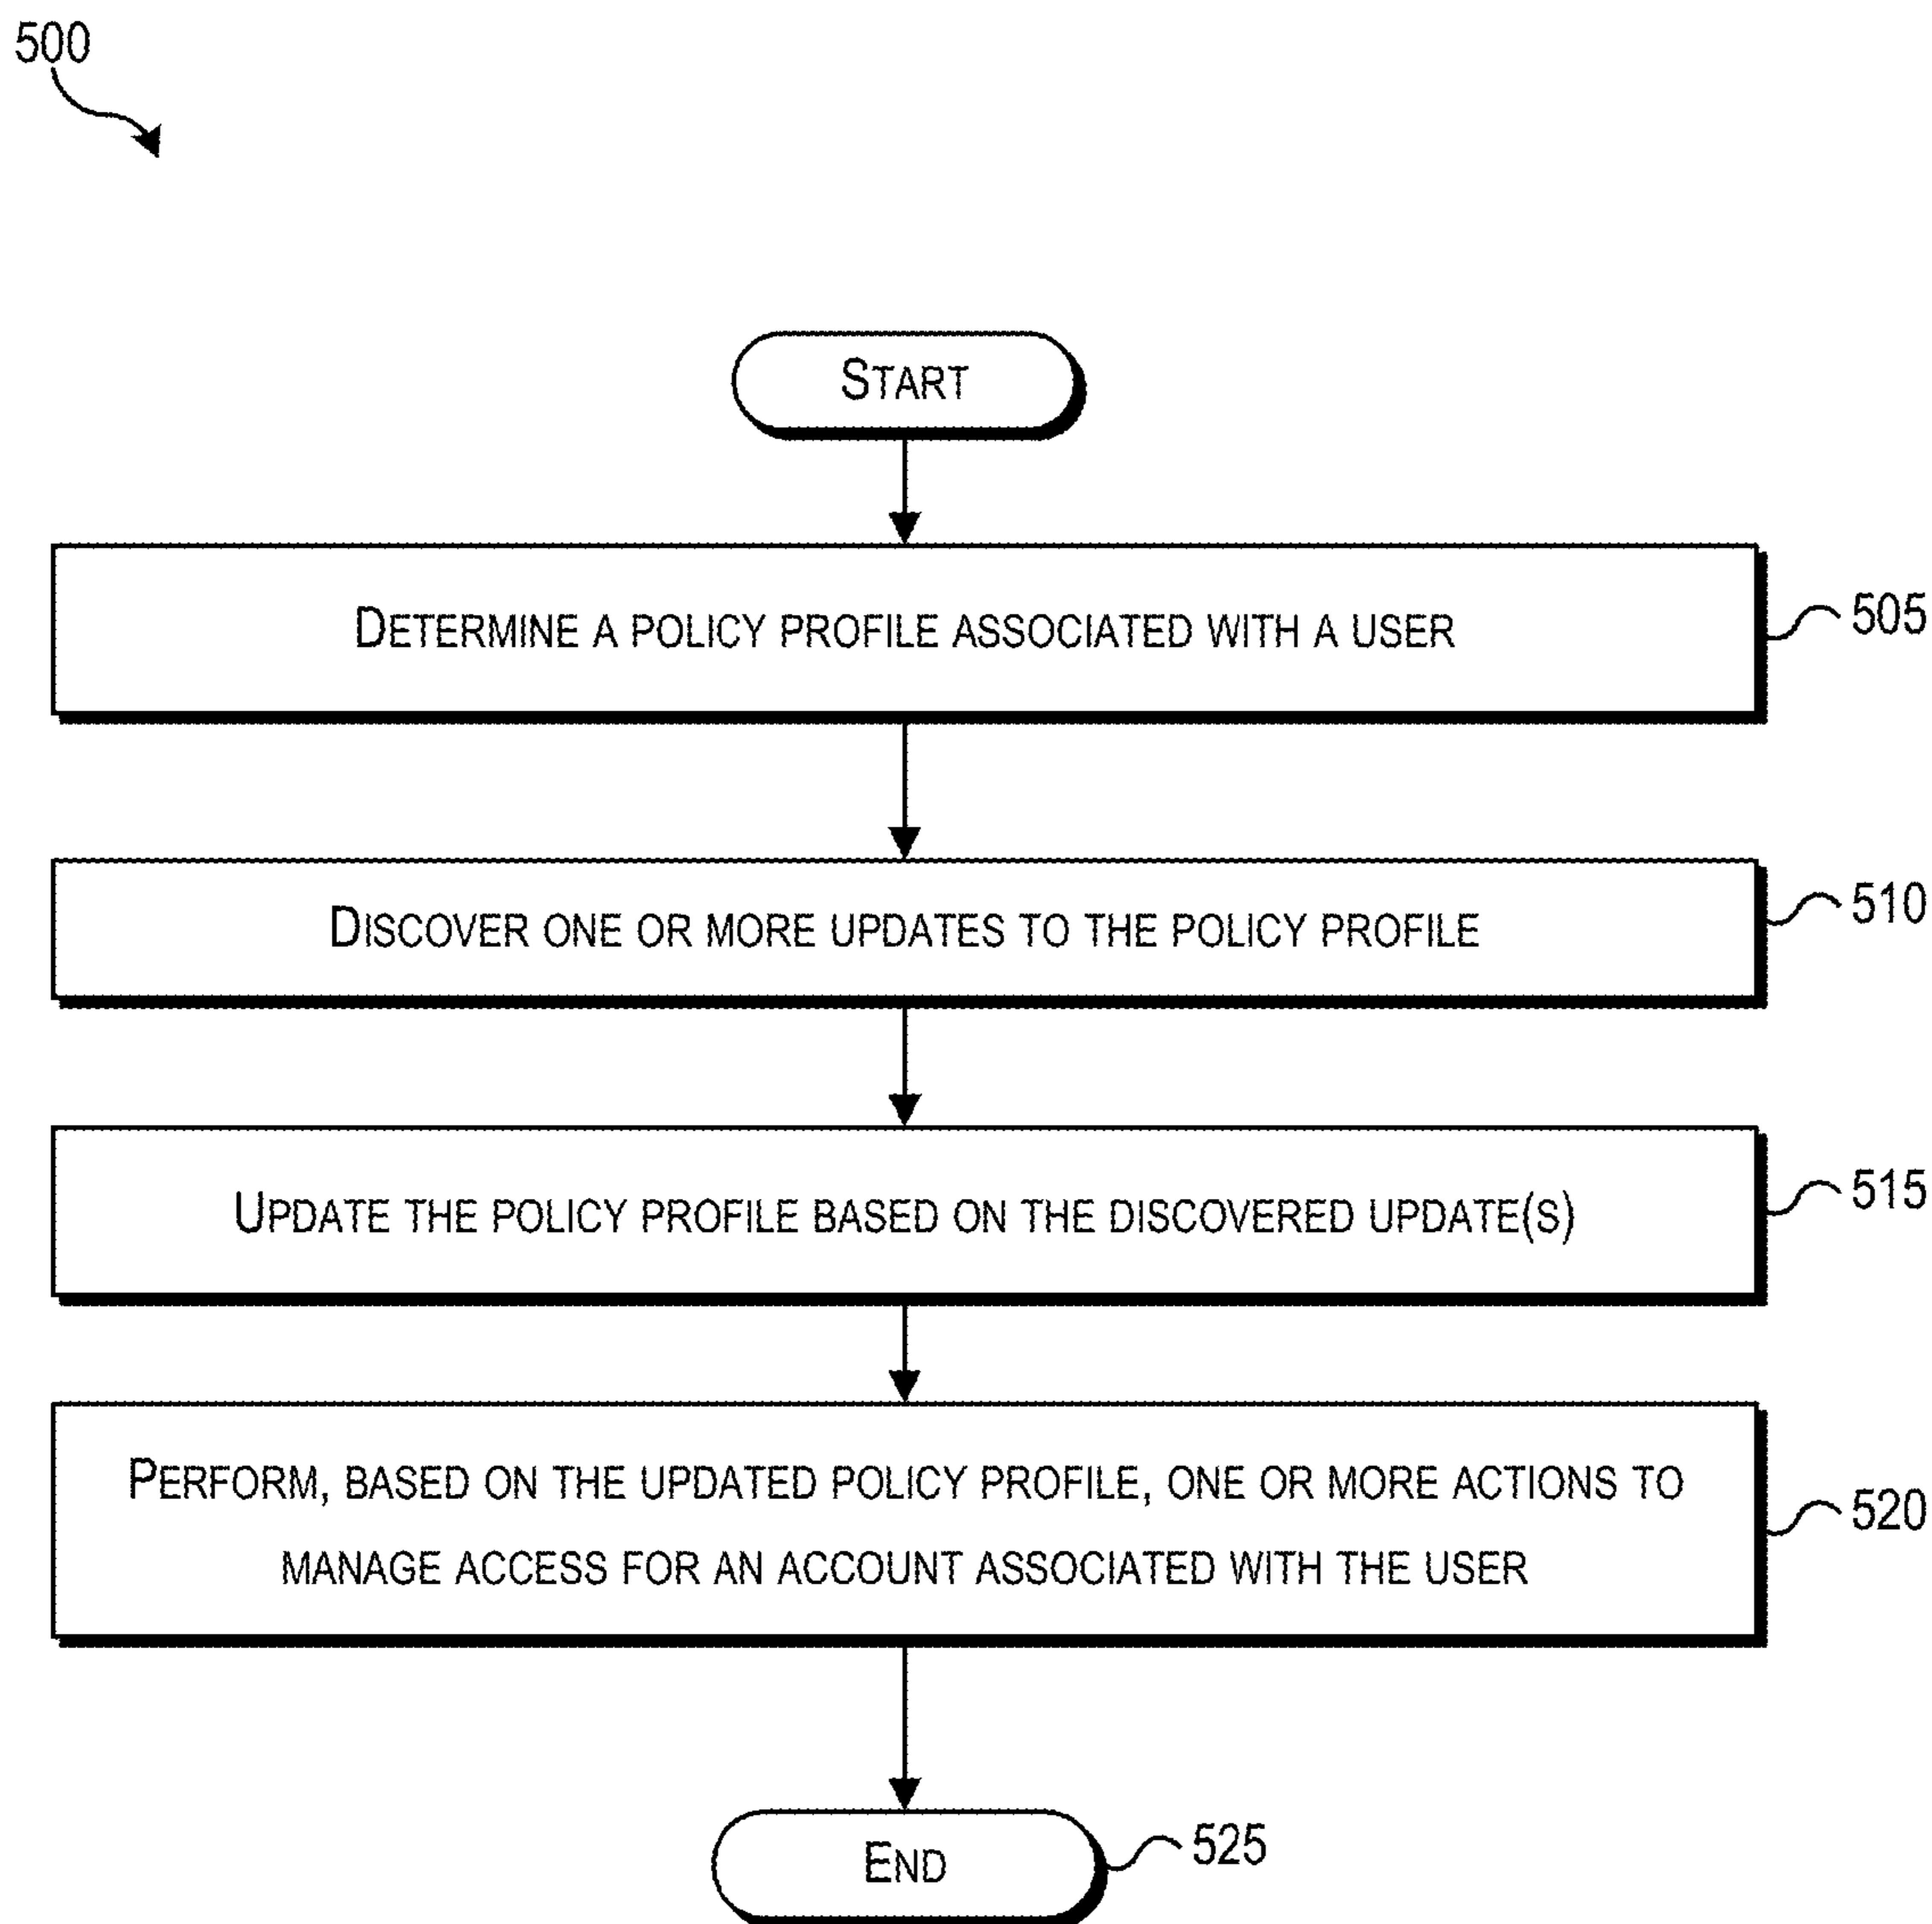 500
START
DETERMINE A POLICY PROFILE ASSOCIATED WITH A USER
505
DISCOVER ONE OR MORE UPDATES TO THE POLICY PROFILE
510
UPDATE THE POLICY PROFILE BASED ON THE DISCOVERED UPDATE(S)
515
PERFORM, BASED ON THE UPDATED POLICY PROFILE, ONE OR MORE ACTIONS TO
MANAGE ACCESS FOR AN ACCOUNT ASSOCIATED WITH THE USER
520
END
525